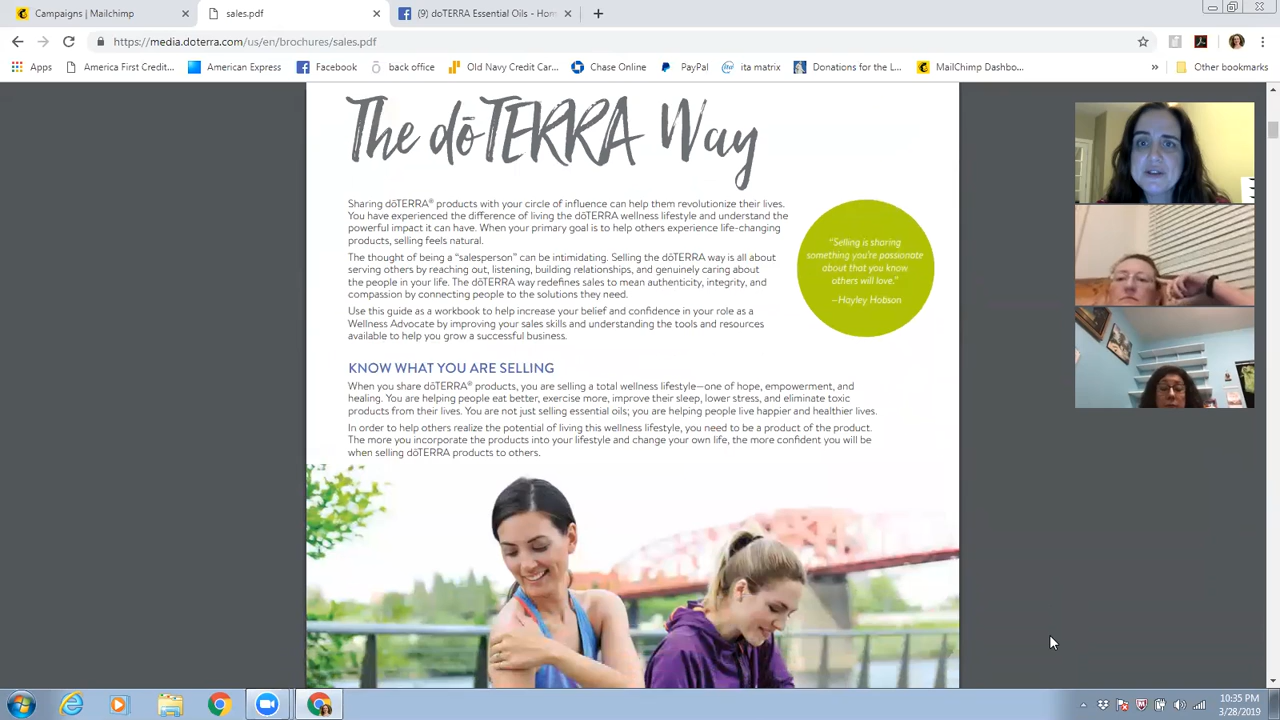 Campaigns | Mailchimp
sales.pdf
(9) doTERRA Essential Oils - Hom
https://media.doterra.com/us/en/brochures/sales.pdf
Apps
America First Credit...
American Express
Facebook
back office
Old Navy Credit Car...
Chase Online
PayPal
ita matrix
Donations for the L...
MailChimp Dashbo...
»
Other bookmarks
The dōTERRA Way
Sharing dōTERRA® products with your circle of influence can help them revolutionize their lives.
You have experienced the difference of living the dōTERRA wellness lifestyle and understand the
powerful impact it can have. When your primary goal is to help others experience life-changing
products, selling feels natural.
The thought of being a “salesperson” can be intimidating. Selling the dōTERRA way is all about
serving others by reaching out, listening, building relationships, and genuinely caring about
the people in your life. The dōTERRA way redefines sales to mean authenticity, integrity, and
compassion by connecting people to the solutions they need.
Use this guide as a workbook to help increase your belief and confidence in your role as a
Wellness Advocate by improving your sales skills and understanding the tools and resources
available to help you grow a successful business.
“Selling is sharing
something you're passionate
about that you know
others will love.”
—Hayley Hobson
KNOW WHAT YOU ARE SELLING
When you share dōTERRA® products, you are selling a total wellness lifestyle—one of hope, empowerment, and
healing. You are helping people eat better, exercise more, improve their sleep, lower stress, and eliminate toxic
products from their lives. You are not just selling essential oils; you are helping people live happier and healthier lives.
In order to help others realize the potential of living this wellness lifestyle, you need to be a product of the product.
The more you incorporate the products into your lifestyle and change your own life, the more confident you will be
when selling dōTERRA products to others.
10:35 PM
3/28/2019